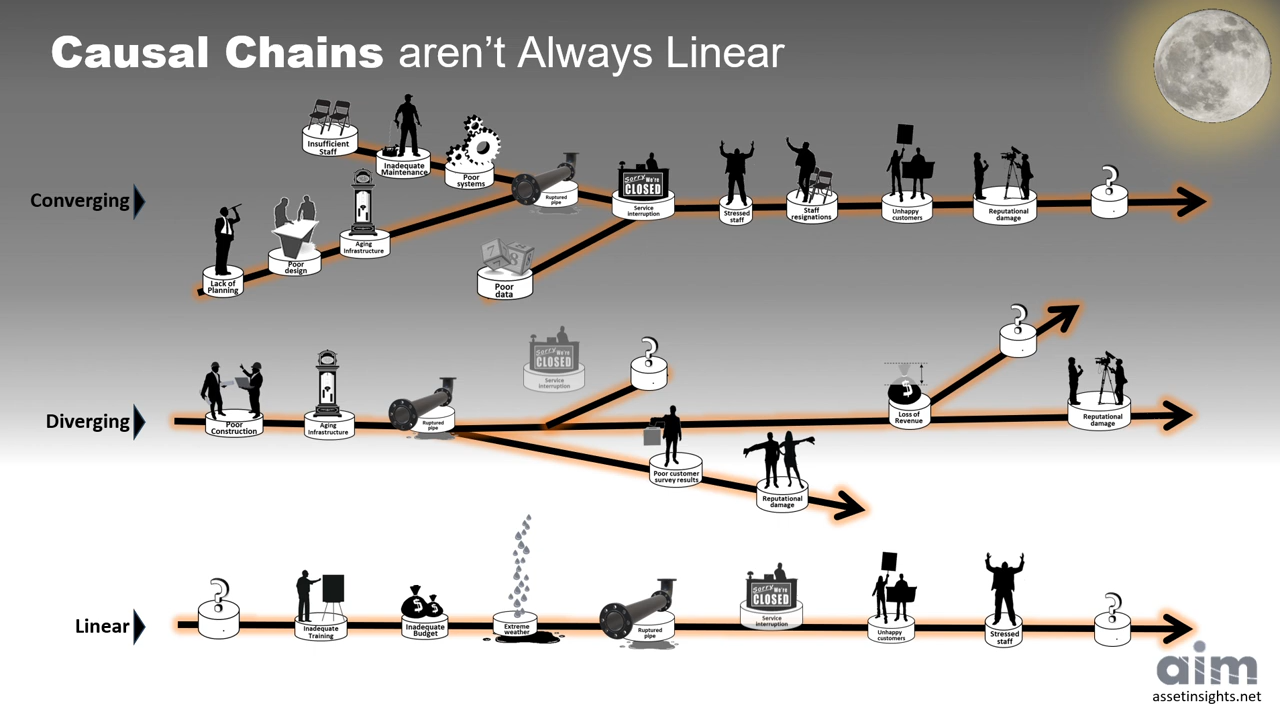 Causal Chains aren't Always Linear
Converging
Insufficient
Staff
Inadequate
Maintenance
Poor
systems
Ruptured
pipe
Lack of
Planning
Poor
design
Aging
Infrastructure
Poor
data
Sorry We're
CLOSED
Service
interruption
Stressed
staff
Staff
resignations
Unhappy
customers
Reputational
damage
?
Diverging
Poor
Construction
Aging
Infrastructure
Ruptured
pipe
Sorry We're
CLOSED
Service
interruption
?
Poor customer
survey results
Reputational
damage
Loss of
Revenue
?
Reputational
damage
Linear
?
Inadequate
Training
Inadequate
Budget
Extreme
weather
Ruptured
pipe
Sorry We're
CLOSED
Service
interruption
Unhappy
customers
Stressed
staff
?
aim
assetinsights.net